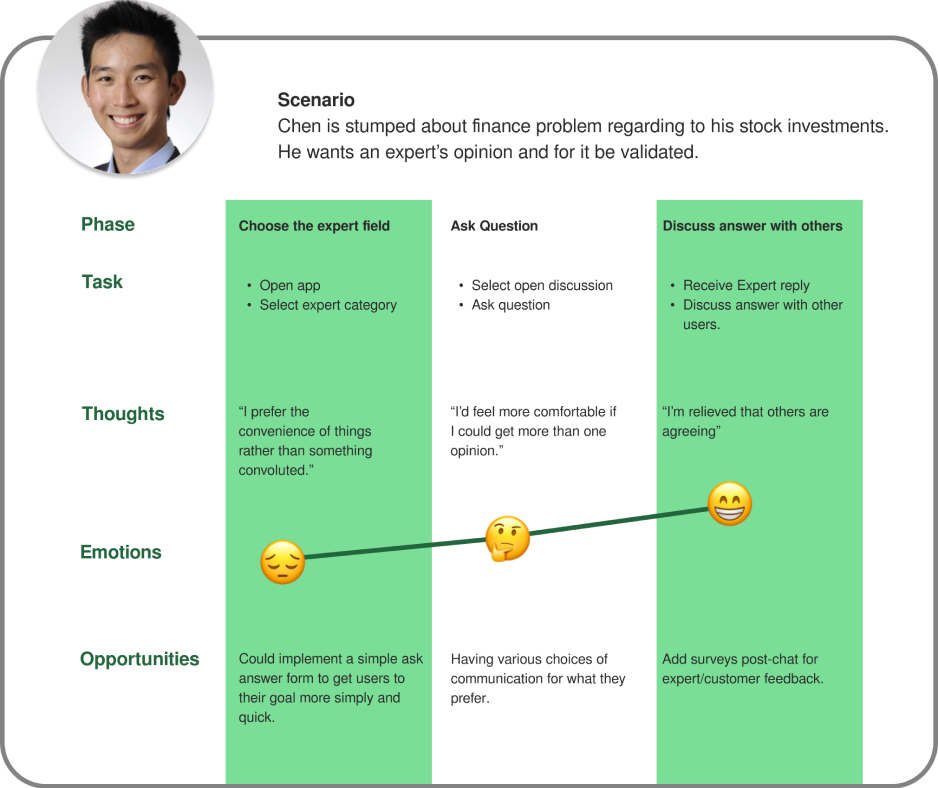 Scenario
Chen is stumped about finance problem regarding to his stock investments.
He wants an expert’s opinion and for it be validated.
Phase
Choose the expert field
Ask Question
Discuss answer with others
Task
• Open app
• Select expert category
• Select open discussion
• Ask question
• Receive Expert reply
• Discuss answer with other
users.
Thoughts
“I prefer the
convenience of things
rather than something
convoluted.”
“I’d feel more comfortable if
I could get more than one
opinion.”
“I’m relieved that others are
agreeing”
Emotions
Opportunities
Could implement a simple ask
answer form to get users to
their goal more simply and
quick.
Having various choices of
communication for what they
prefer.
Add surveys post-chat for
expert/customer feedback.